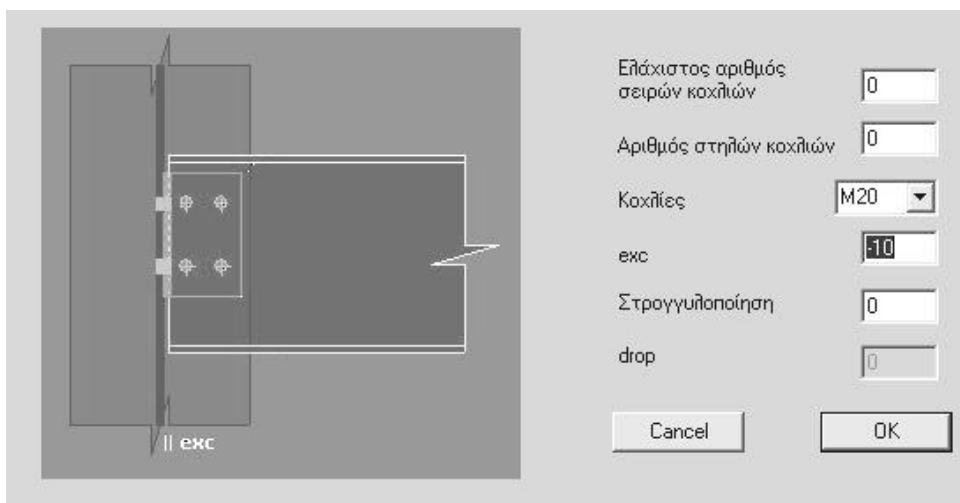 Ελάχιστος αριθμός
σειρών κοχλιών
0
Αριθμός στηλών κοχλιών
0
Κοχλίες
M20
exc
-10
Στρογγυλοποίηση
0
drop
0
Cancel
OK
exc